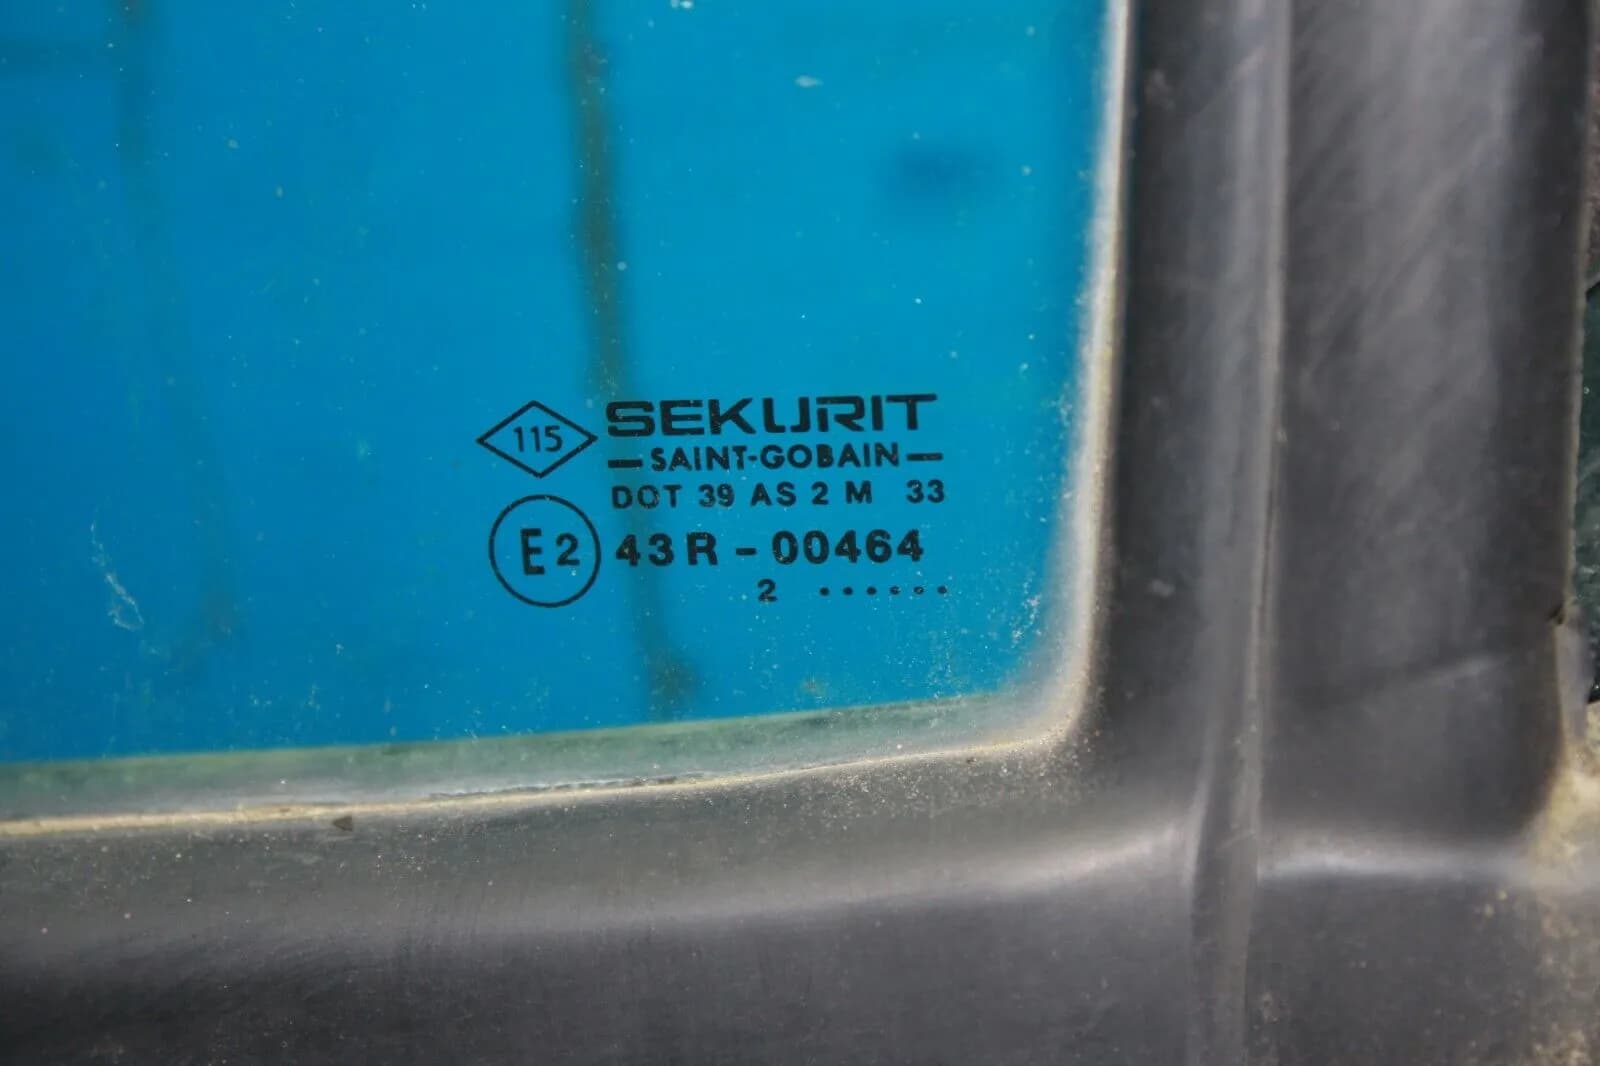 115
SEKURIT
SAINT-GOBAIN
DOT 39 AS 2 M 33
E2 43R-00464
2 ......